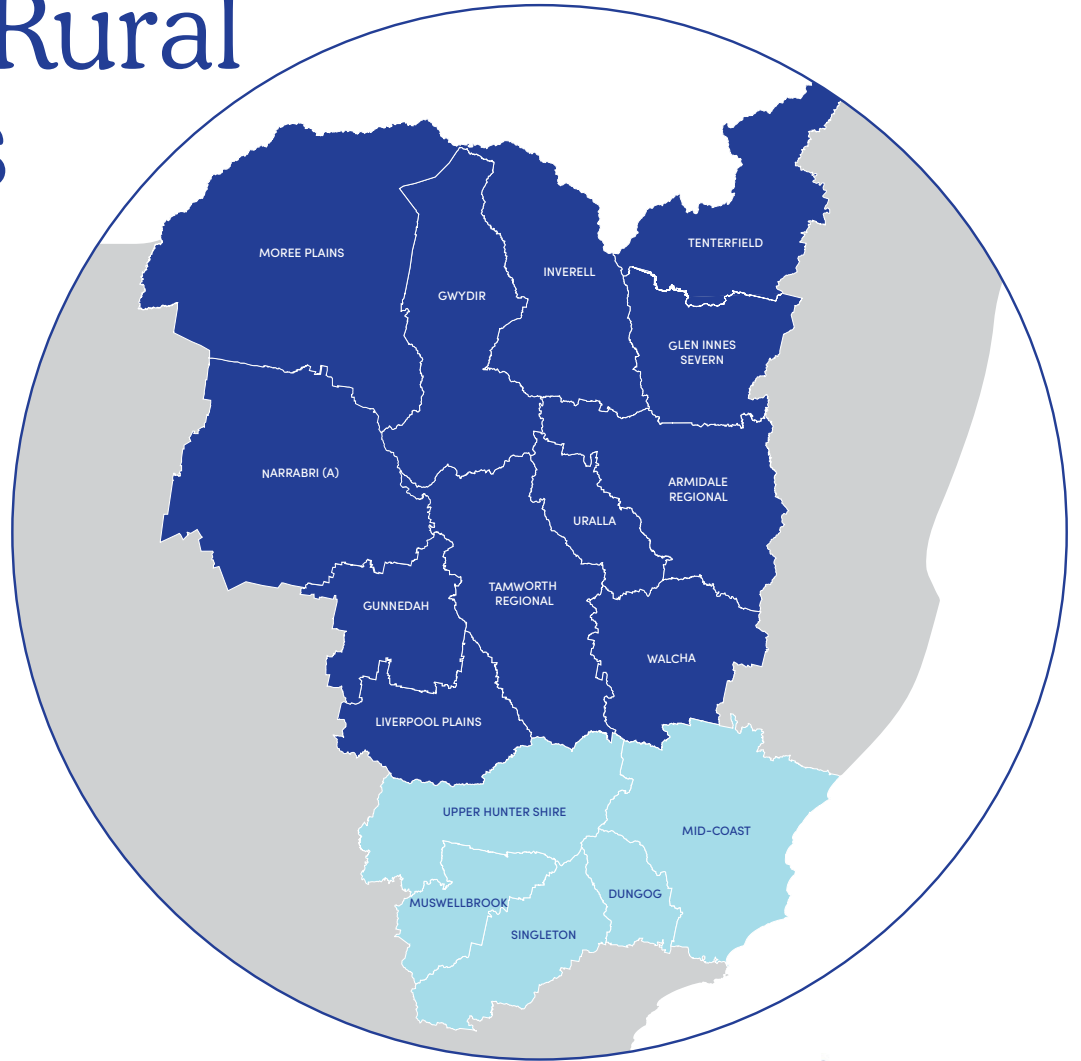 Rural
s
MOREE PLAINS
TENTERFIELD
INVERELL
GWYDIR
GLEN INNES
SEVERN
NARRABRI (A)
ARMIDALE
REGIONAL
URALLA
TAMWORTH
REGIONAL
GUNNEDAH
WALCHA
LIVERPOOL PLAINS
UPPER HUNTER SHIRE
MID-COAST
DUNGOG
MUSWELLBROOK
SINGLETON